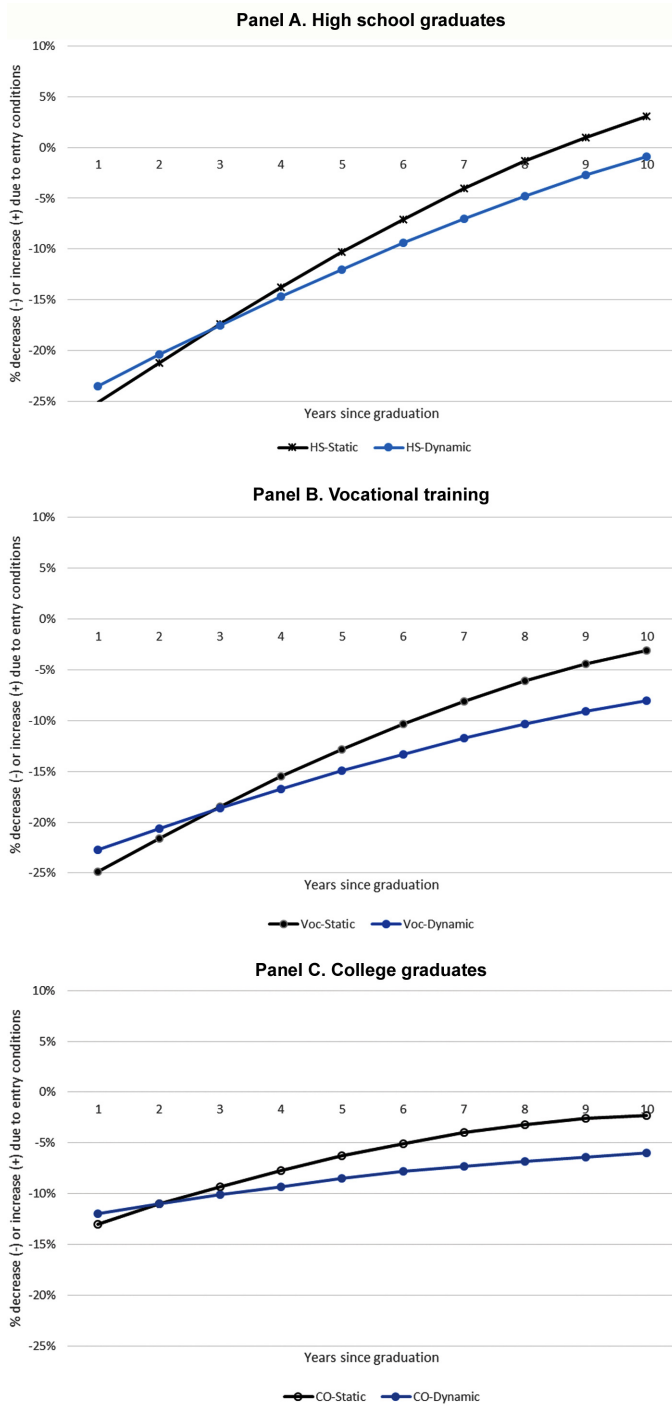 Panel A. High school graduates
% decrease (-) or increase (+) due to entry conditions
10%
5%
0%
-5%
-10%
-15%
-20%
-25%
1 2 3 4 5 6 7 8 9 10
Years since graduation
HS-Static HS-Dynamic
Panel B. Vocational training
% decrease (-) or increase (+) due to entry conditions
10%
5%
0%
-5%
-10%
-15%
-20%
-25%
1 2 3 4 5 6 7 8 9 10
Years since graduation
Voc-Static Voc-Dynamic
Panel C. College graduates
% decrease (-) or increase (+) due to entry conditions
10%
5%
0%
-5%
-10%
-15%
-20%
-25%
1 2 3 4 5 6 7 8 9 10
Years since graduation
CO-Static CO-Dynamic